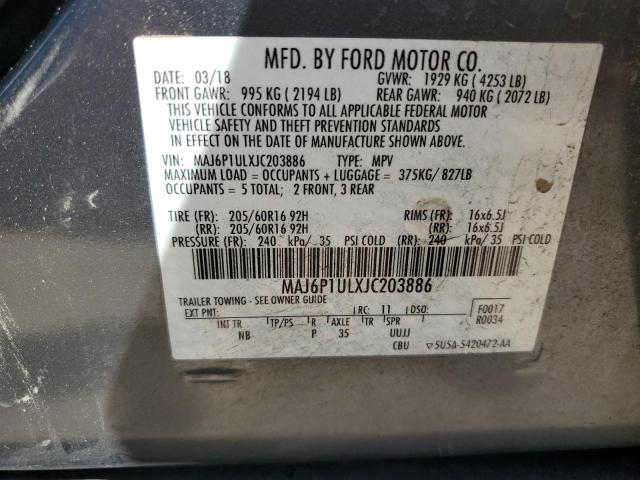 MFD. BY FORD MOTOR CO.
DATE: 03/18 GVWR: 1929 KG ( 4253 LB)
FRONT GAWR: 995 KG ( 2194 LB) REAR GAWR: 940 KG ( 2072 LB)
THIS VEHICLE CONFORMS TO ALL APPLICABLE FEDERAL MOTOR
VEHICLE SAFETY AND THEFT PREVENTION STANDARDS
IN EFFECT ON THE DATE OF MANUFACTURE SHOWN ABOVE.
VIN: MAJ6P1ULXJC203886 TYPE: MPV
MAXIMUM LOAD = OCCUPANTS + LUGGAGE = 375KG/ 827LB
OCCUPANTS = 5 TOTAL; 2 FRONT, 3 REAR
TIRE (FR): 205/60R16 92H RIMS (FR): 16x6.5J
(RR): 205/60R16 92H (RR): 16x6.5J
PRESSURE (FR): 240 kPa/ 35 PSI COLD (RR): 240 kPa/ 35 PSI COLD
MAJ6P1ULXJC203886
TRAILER TOWING - SEE OWNER GUIDE
EXT PNT: RC: 11 DSO: F0017
INT TR TP/PS R AXLE TR SPR R0034
NB P 35 UUJJ
CBU ▽5U5A-S420472-AA